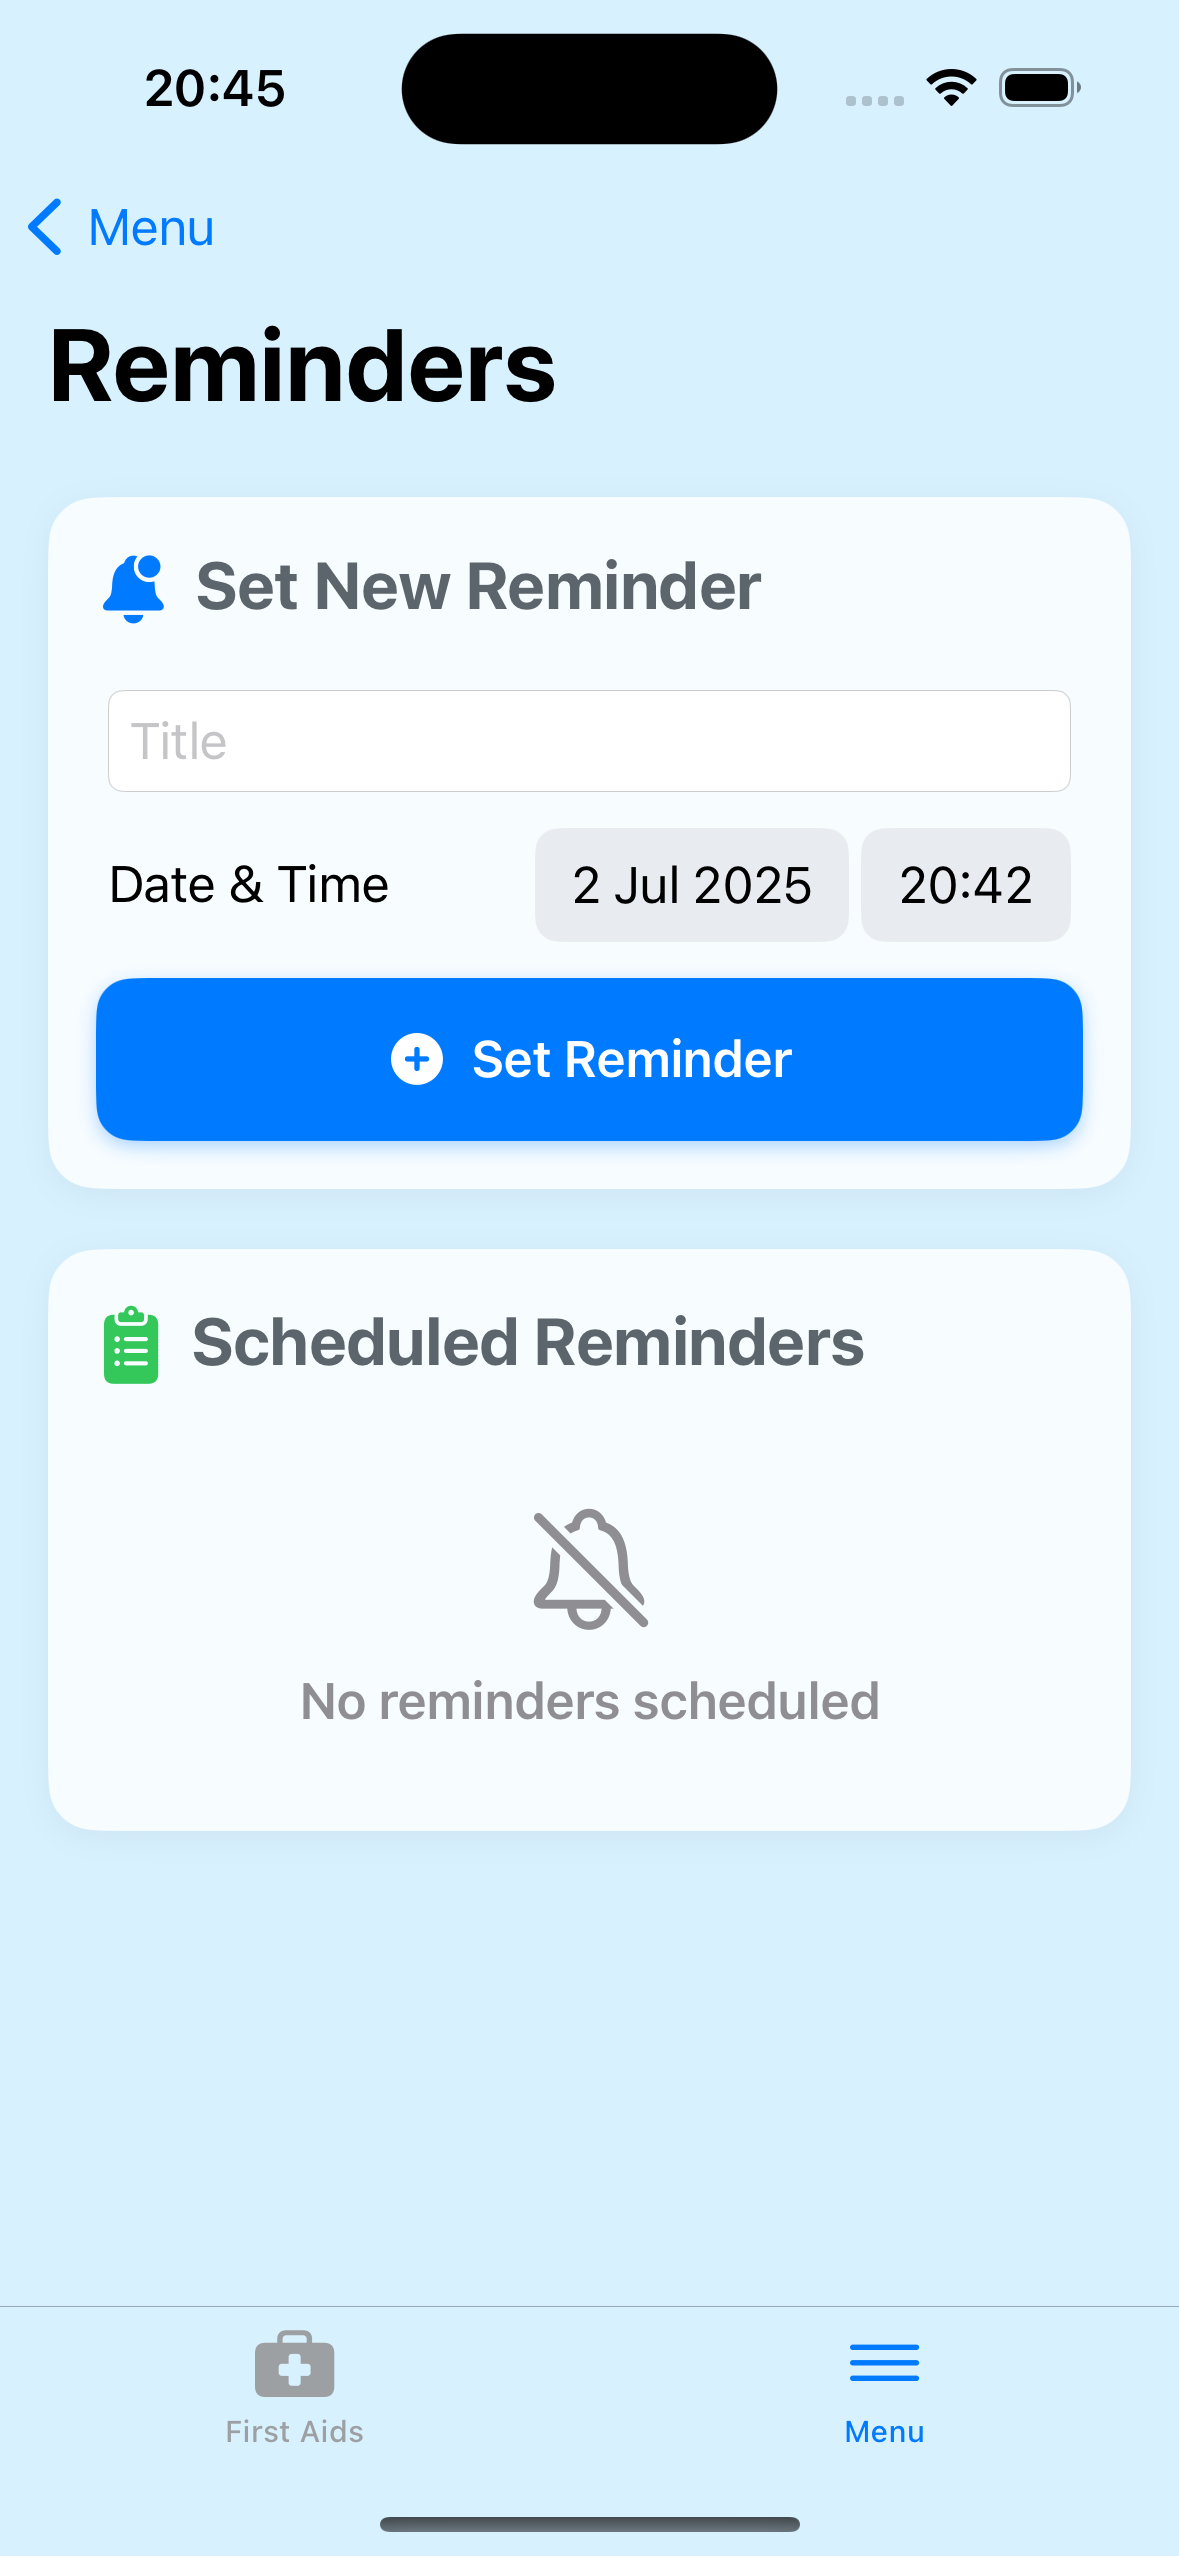 20:45
Menu
Reminders
Set New Reminder
Title
Date & Time 2 Jul 2025 20:42
Set Reminder
Scheduled Reminders
No reminders scheduled
First Aids Menu